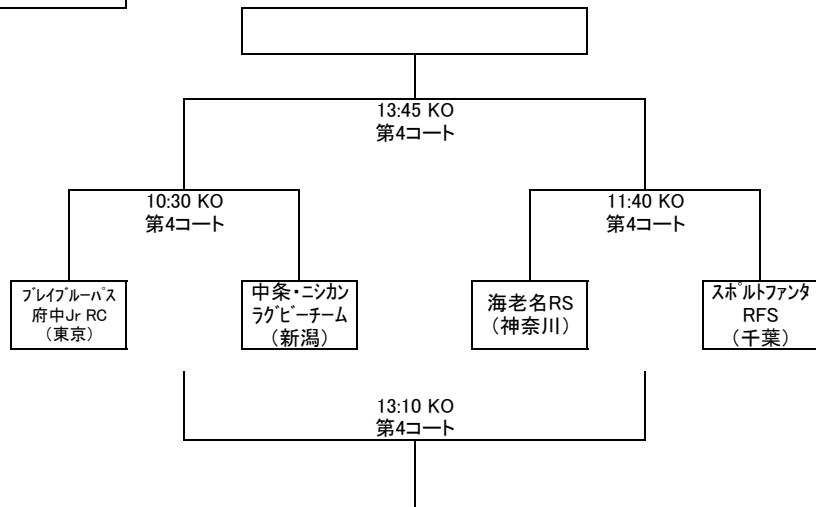 13:45 KO
第4コート
10:30 KO
第4コート
11:40 KO
第4コート
ﾌﾞﾚｲﾌﾞﾙｰﾊﾟｽ
府中Jr RC
（東京）
中条・ﾆｼｶﾝ
ﾗｸﾞﾋﾞｰﾁｰﾑ
（新潟）
海老名RS
（神奈川）
ｽﾎﾟﾙﾄﾌｧﾝﾀ
RFS
（千葉）
13:10 KO
第4コート